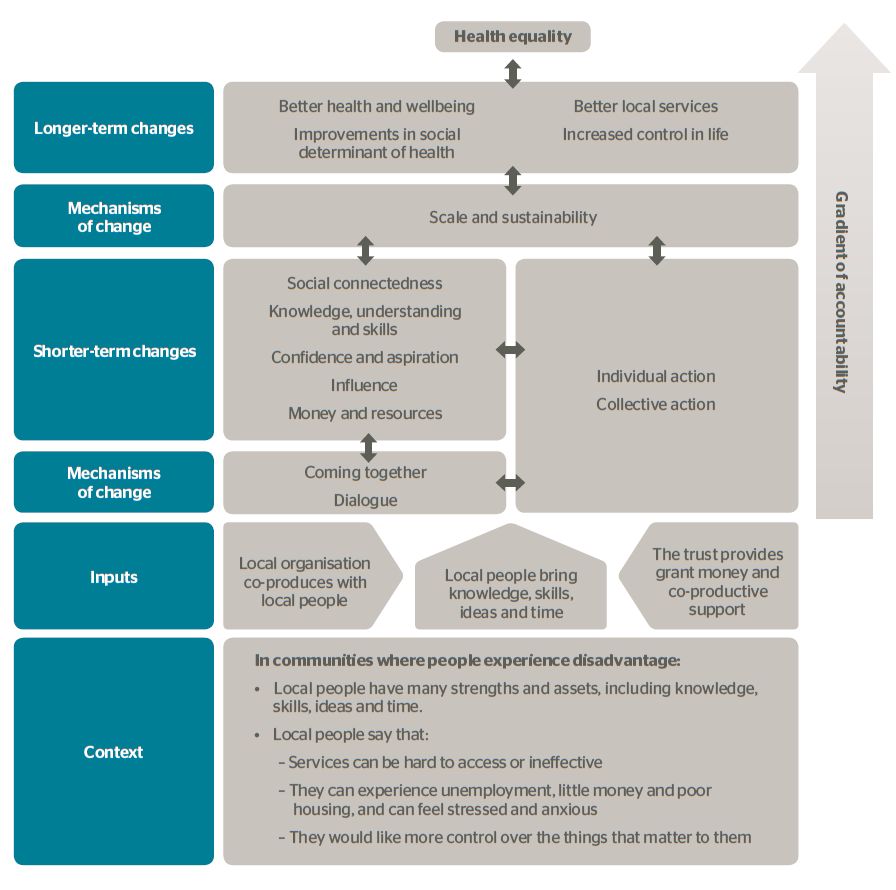 Health equality
Longer-term changes
Better health and wellbeing
Improvements in social
determinant of health
Better local services
Increased control in life
Mechanisms
of change
Scale and sustainability
Shorter-term changes
Social connectedness
Knowledge, understanding
and skills
Confidence and aspiration
Influence
Money and resources
Individual action
Collective action
Mechanisms
of change
Coming together
Dialogue
Inputs
Local organisation
co-produces with
local people
Local people bring
knowledge, skills,
ideas and time
The trust provides
grant money and
co-productive
support
Context
In communities where people experience disadvantage:
• Local people have many strengths and assets, including knowledge,
skills, ideas and time.
• Local people say that:
– Services can be hard to access or ineffective
– They can experience unemployment, little money and poor
housing, and can feel stressed and anxious
– They would like more control over the things that matter to them
Gradient of accountability